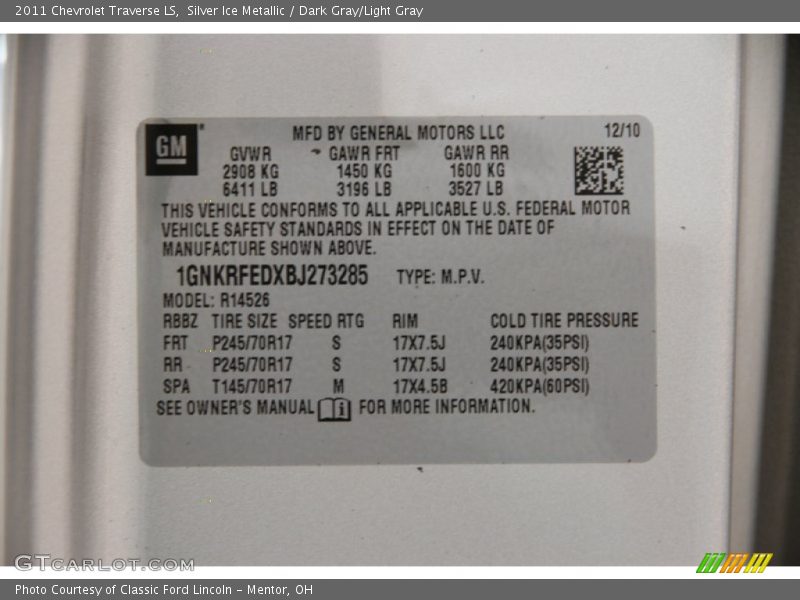 2011 Chevrolet Traverse LS, Silver Ice Metallic / Dark Gray/Light Gray
GM
MFD BY GENERAL MOTORS LLC 12/10
GVWR GAWR FRT GAWR RR
2908 KG 1450 KG 1600 KG
6411 LB 3196 LB 3527 LB
THIS VEHICLE CONFORMS TO ALL APPLICABLE U.S. FEDERAL MOTOR
VEHICLE SAFETY STANDARDS IN EFFECT ON THE DATE OF
MANUFACTURE SHOWN ABOVE.
1GNKRFEDXBJ273285 TYPE: M.P.V.
MODEL: R14526
RBBZ TIRE SIZE SPEED RTG RIM COLD TIRE PRESSURE
FRT P245/70R17 S 17X7.5J 240KPA(35PSI)
RR P245/70R17 S 17X7.5J 240KPA(35PSI)
SPA T145/70R17 M 17X4.5B 420KPA(60PSI)
SEE OWNER'S MANUAL i FOR MORE INFORMATION.
GTCARLOT.COM
Photo Courtesy of Classic Ford Lincoln - Mentor, OH